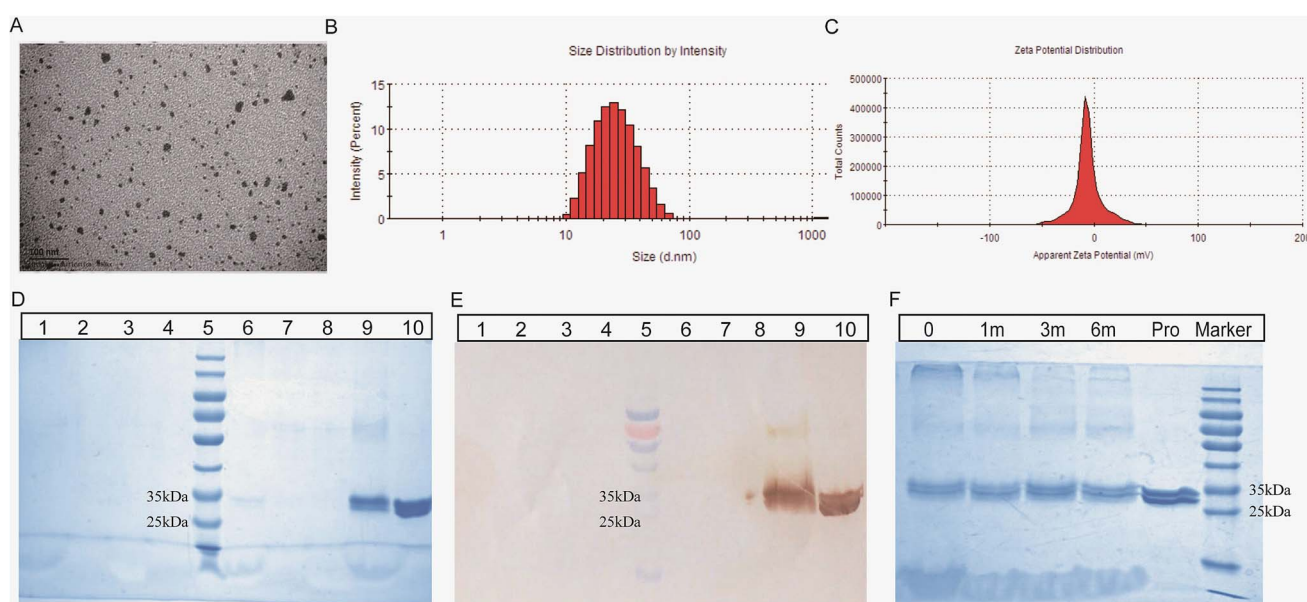 A
100 nm
B
Size Distribution by Intensity
Intensity (Percent)
15
10
5
0
1
10
100
1000
Size (d.nm)
C
Zeta Potential Distribution
Total Counts
500000
400000
300000
200000
100000
0
-100
0
100
200
Apparent Zeta Potential (mV)
D
1 2 3 4 5 6 7 8 9 10
35kDa
25kDa
E
1 2 3 4 5 6 7 8 9 10
35kDa
25kDa
F
0 1m 3m 6m Pro Marker
35kDa
25kDa